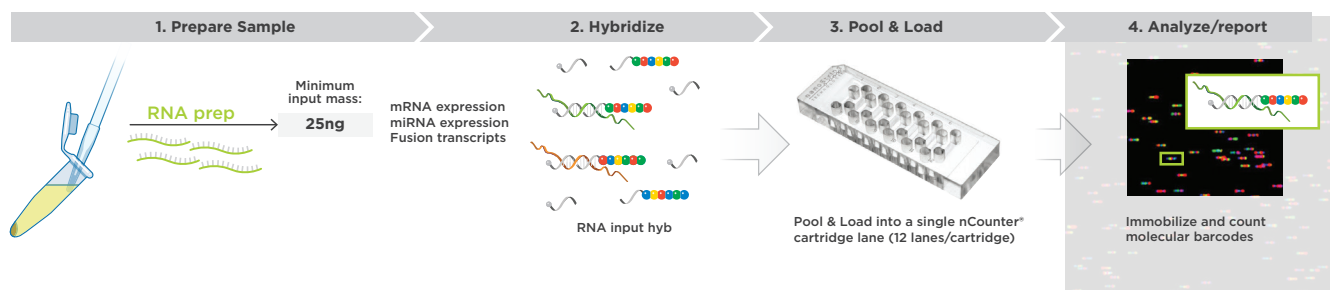 1. Prepare Sample
2. Hybridize
3. Pool & Load
4. Analyze/report
RNA prep
Minimum
input mass:
25ng
mRNA expression
miRNA expression
Fusion transcripts
RNA input hyb
Pool & Load into a single nCounter®
cartridge lane (12 lanes/cartridge)
Immobilize and count
molecular barcodes